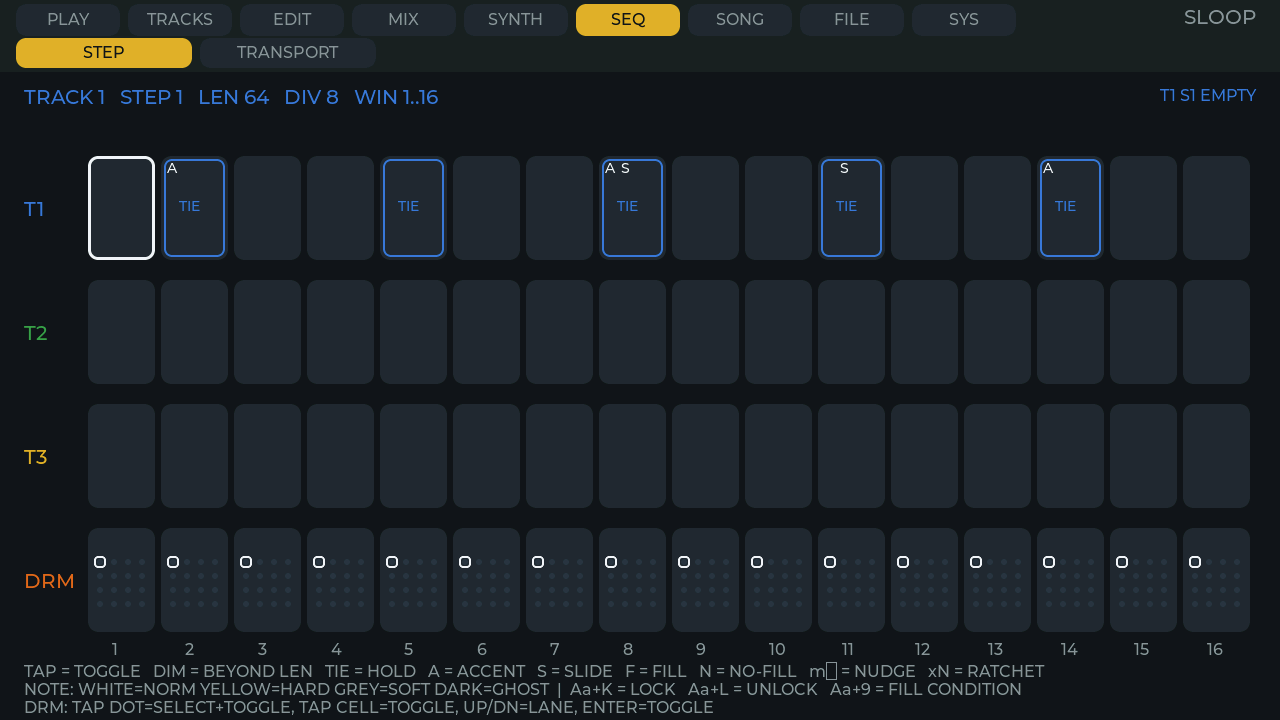 PLAY TRACKS EDIT MIX SYNTH SEQ SONG FILE SYS SLOOP
STEP TRANSPORT
TRACK 1 STEP 1 LEN 64 DIV 8 WIN 1..16 T1 S1 EMPTY
A A S S A
T1 TIE TIE TIE TIE TIE
T2
T3
DRM
1 2 3 4 5 6 7 8 9 10 11 12 13 14 15 16
TAP = TOGGLE DIM = BEYOND LEN TIE = HOLD A = ACCENT S = SLIDE F = FILL N = NO-FILL m□ = NUDGE xN = RATCHET
NOTE: WHITE=NORM YELLOW=HARD GREY=SOFT DARK=GHOST | Aa+K = LOCK Aa+L = UNLOCK Aa+9 = FILL CONDITION
DRM: TAP DOT=SELECT+TOGGLE, TAP CELL=TOGGLE, UP/DN=LANE, ENTER=TOGGLE